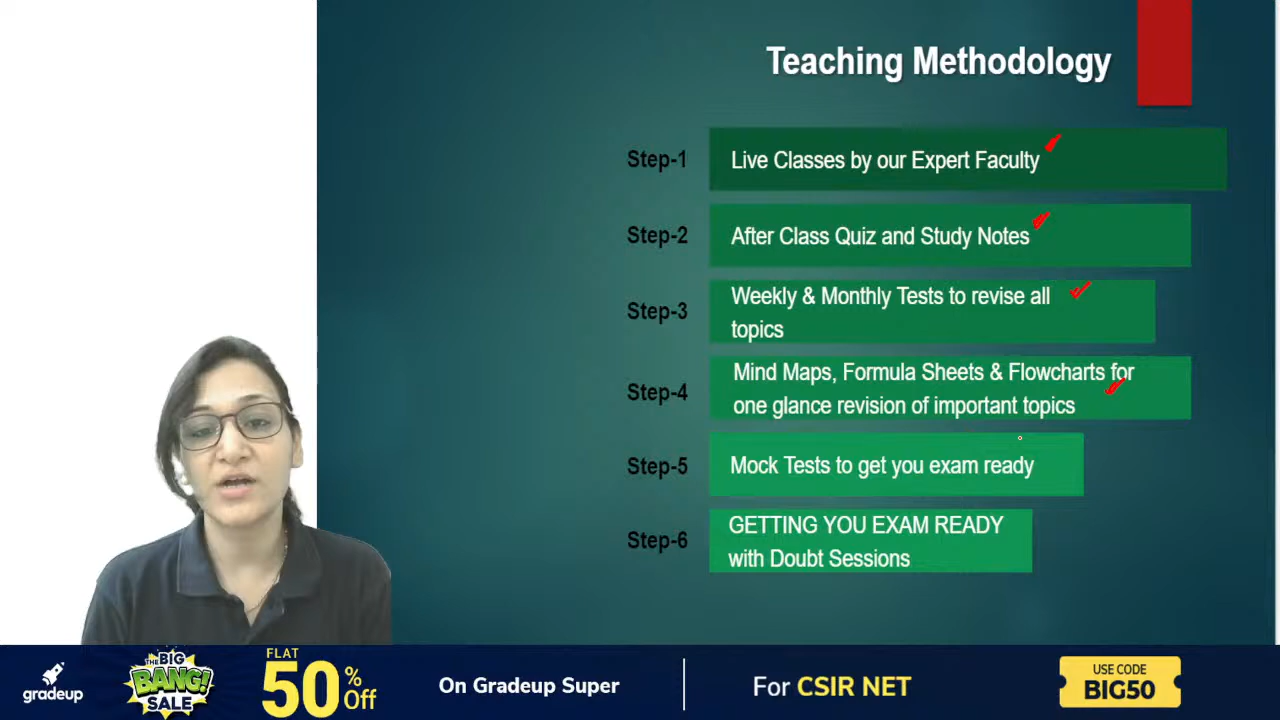 Teaching Methodology
Step-1
Live Classes by our Expert Faculty
Step-2
After Class Quiz and Study Notes
Step-3
Weekly & Monthly Tests to revise all
topics
Step-4
Mind Maps, Formula Sheets & Flowcharts for
one glance revision of important topics
Step-5
Mock Tests to get you exam ready
Step-6
GETTING YOU EXAM READY
with Doubt Sessions
gradeup
THE BIG
BANG!
SALE
FLAT
50% Off
On Gradeup Super
For CSIR NET
USE CODE
BIG50